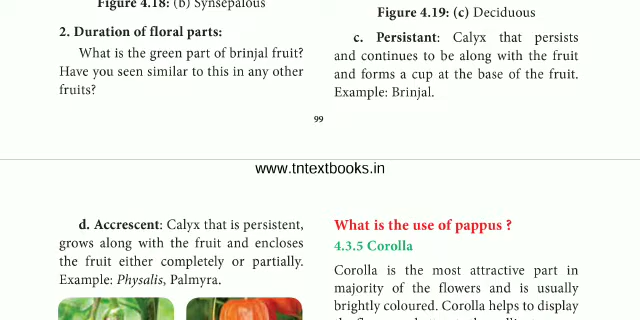 Figure 4.18: (b) Synsepalous
2. Duration of floral parts:
What is the green part of brinjal fruit?
Have you seen similar to this in any other
fruits?
Figure 4.19: (c) Deciduous
c. Persistant: Calyx that persists
and continues to be along with the fruit
and forms a cup at the base of the fruit.
Example: Brinjal.
99
www.tntextbooks.in
d. Accrescent: Calyx that is persistent,
grows along with the fruit and encloses
the fruit either completely or partially.
Example: Physalis, Palmyra.
What is the use of pappus ?
4.3.5 Corolla
Corolla is the most attractive part in
majority of the flowers and is usually
brightly coloured. Corolla helps to display